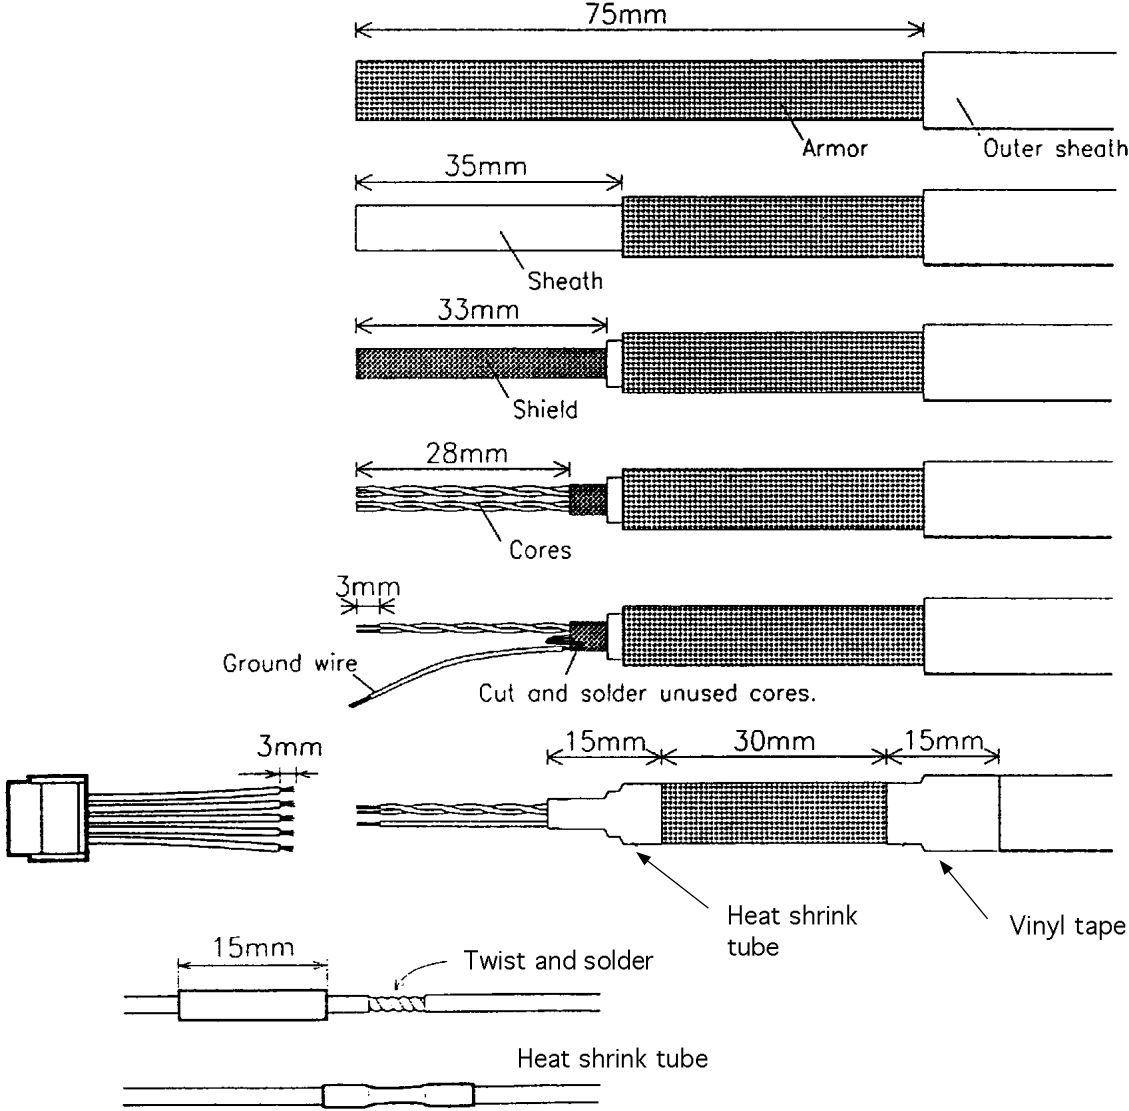 75mm
Armor
Outer sheath
35mm
Sheath
33mm
Shield
28mm
Cores
3mm
Ground wire
Cut and solder unused cores.
3mm
15mm
30mm
15mm
Heat shrink
tube
Vinyl tape
15mm
Twist and solder
Heat shrink tube